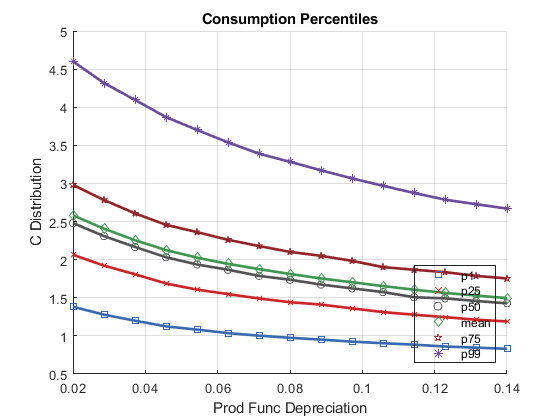 Consumption Percentiles
5
4.5
4
3.5
3
2.5
2
1.5
1
0.5
C Distribution
p1
p25
p50
mean
p75
p99
0.02 0.04 0.06 0.08 0.1 0.12 0.14
Prod Func Depreciation